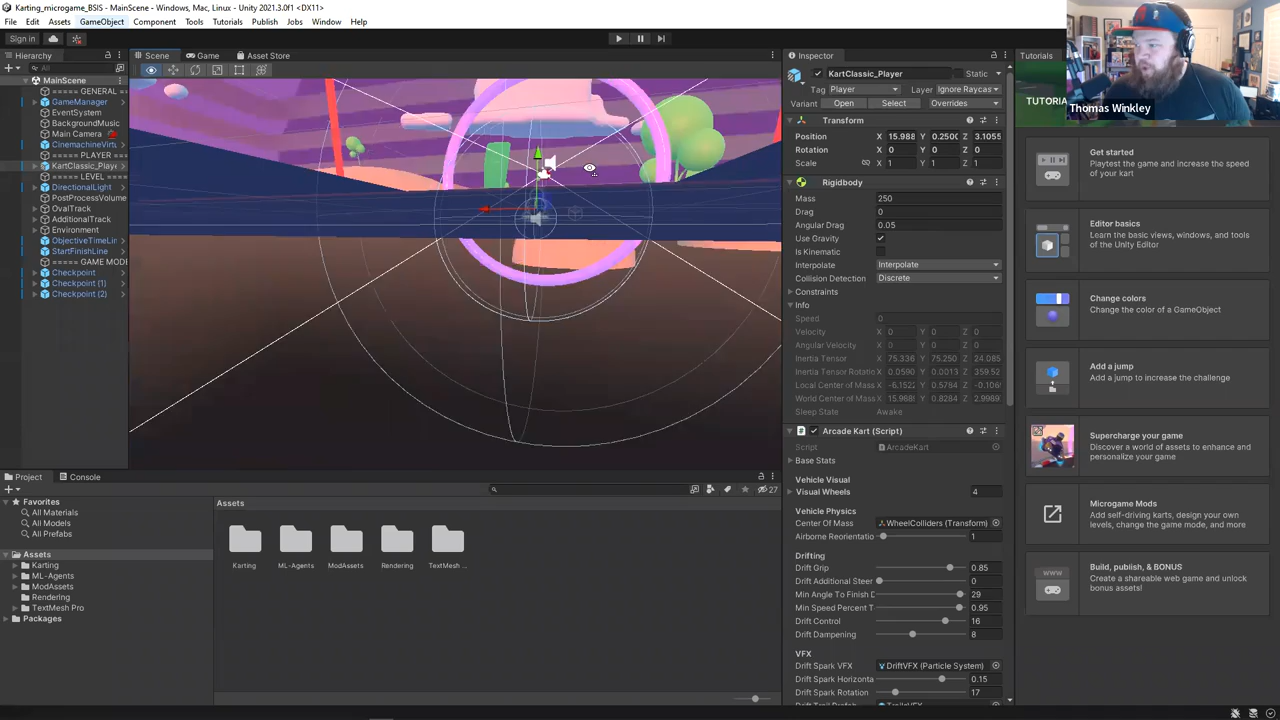 Karting_microgame_BSIS - MainScene - Windows, Mac, Linux - Unity 2021.3.0f1 <DX11>
File Edit Assets GameObject Component Tools Tutorials Publish Jobs Window Help
Sign in
Hierarchy
All
MainScene
===== GENERAL
GameManager
EventSystem
BackgroundMusic
Main Camera
CinemachineVirtu
===== PLAYER
KartClassic_Playe
===== LEVEL
DirectionalLight
PostProcessVolume
OvalTrack
AdditionalTrack
Environment
ObjectiveTimeLin
StartFinishLine
===== GAME MODE
Checkpoint
Checkpoint (1)
Checkpoint (2)
Scene Game Asset Store
Inspector
KartClassic_Player Static
Tag Player Layer Ignore Raycas
Variant Open Select Overrides
Transform
Position X 15.988 Y 0.2500 Z 3.1055
Rotation X 0 Y 0 Z 0
Scale X 1 Y 1 Z 1
Rigidbody
Mass 250
Drag 0
Angular Drag 0.05
Use Gravity
Is Kinematic
Interpolate Interpolate
Collision Detection Discrete
Constraints
Info
Speed 0
Velocity X 0 Y 0 Z 0
Angular Velocity X 0 Y 0 Z 0
Inertia Tensor X 75.336 Y 75.250 Z 24.085
Inertia Tensor Rotatio X 0.0590 Y 0.0013 Z 359.52
Local Center of Mass X -6.1522 Y 0.5784 Z -0.106
World Center of Mass X 15.988 Y 0.8284 Z 2.9989
Sleep State Awake
Arcade Kart (Script)
Script ArcadeKart
Base Stats
Vehicle Visual
Visual Wheels 4
Vehicle Physics
Center Of Mass WheelColliders (Transform)
Airborne Reorientatio 1
Drifting
Drift Grip 0.85
Drift Additional Steer 0
Min Angle To Finish D 29
Min Speed Percent T 0.95
Drift Control 16
Drift Dampening 8
VFX
Drift Spark VFX DriftVFX (Particle System)
Drift Spark Horizonta 0.15
Drift Spark Rotation 17
Drift Trail Prefab
Tutorials
TUTORIA
Thomas Winkley
Get started
Playtest the game and increase the speed
of your kart
Editor basics
Learn the basic views, windows, and tools
of the Unity Editor
Change colors
Change the color of a GameObject
Add a jump
Add a jump to increase the challenge
Supercharge your game
Discover a world of assets to enhance and
personalize your game
Microgame Mods
Add self-driving karts, design your own
levels, change the game mode, and more
www
Build, publish, & BONUS
Create a shareable web game and unlock
bonus assets!
Project Console
27
Favorites
All Materials
All Models
All Prefabs
Assets
Karting
ML-Agents
ModAssets
Rendering
TextMesh Pro
Packages
Assets
Karting ML-Agents ModAssets Rendering TextMesh ...